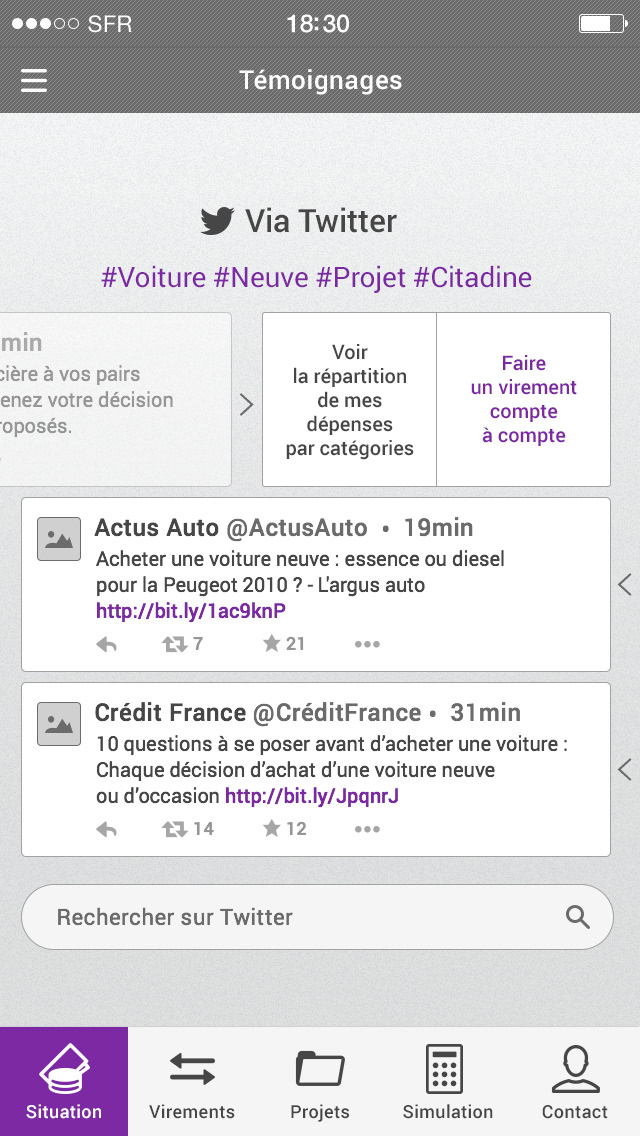 SFR 18:30
Témoignages
Via Twitter
#Voiture #Neuve #Projet #Citadine
min
cière à vos pairs
enez votre décision
roposés.
Voir
la répartition
de mes
dépenses
par catégories
Faire
un virement
compte
à compte
Actus Auto @ActusAuto • 19min
Acheter une voiture neuve : essence ou diesel
pour la Peugeot 2010 ? - L'argus auto
http://bit.ly/1ac9knP
7 21
Crédit France @CréditFrance • 31min
10 questions à se poser avant d’acheter une voiture :
Chaque décision d’achat d’une voiture neuve
ou d’occasion http://bit.ly/JpqnrJ
14 12
Rechercher sur Twitter
Situation Virements Projets Simulation Contact